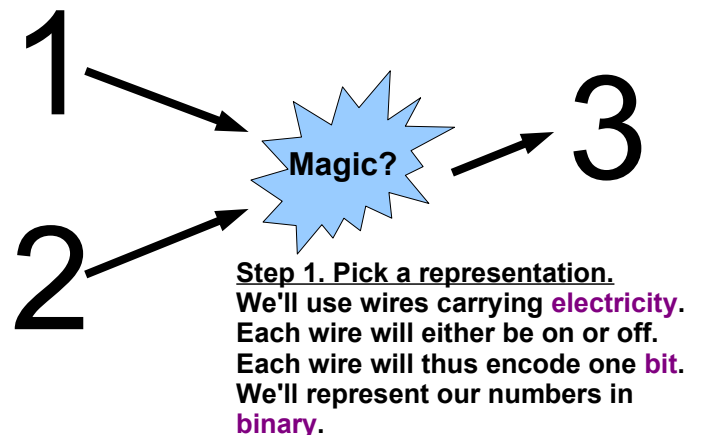 1
2
Magic?
3
Step 1. Pick a representation.
We'll use wires carrying electricity.
Each wire will either be on or off.
Each wire will thus encode one bit.
We'll represent our numbers in
binary.